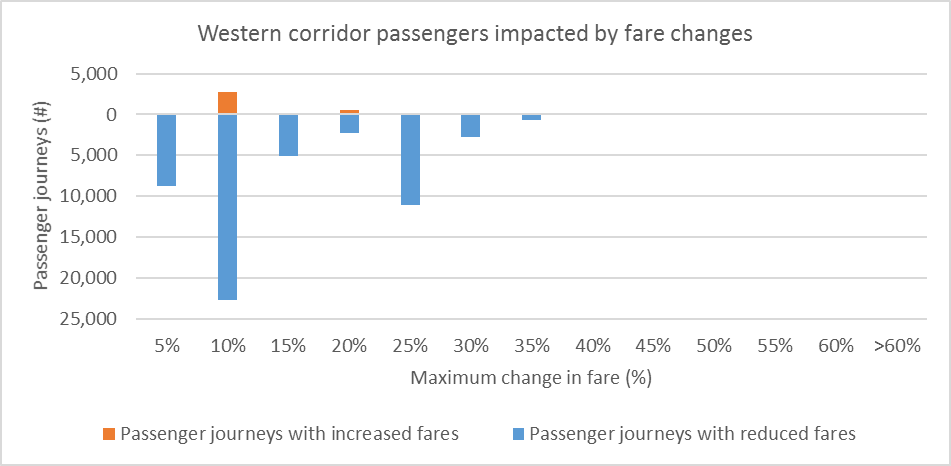 Western corridor passengers impacted by fare changes
Passenger journeys (#)
5,000
0
5,000
10,000
15,000
20,000
25,000
5% 10% 15% 20% 25% 30% 35% 40% 45% 50% 55% 60% >60%
Maximum change in fare (%)
Passenger journeys with increased fares Passenger journeys with reduced fares